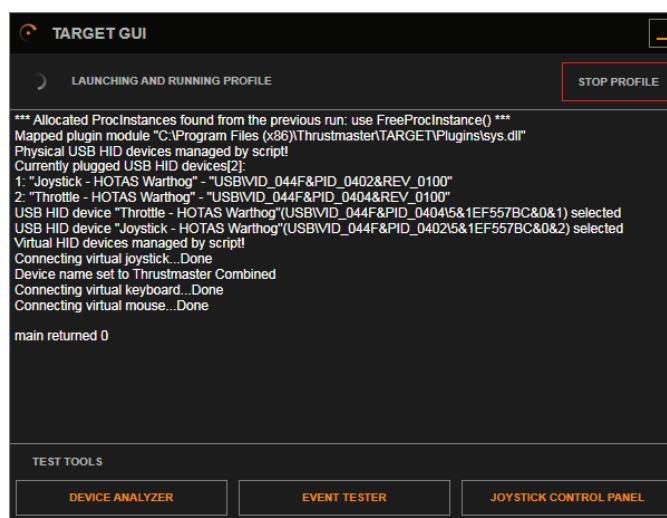 TARGET GUI
LAUNCHING AND RUNNING PROFILE
STOP PROFILE
*** Allocated ProcInstances found from the previous run: use FreeProcInstance() ***
Mapped plugin module "C:\Program Files (x86)\Thrustmaster\TARGET\Plugins\sys.dll"
Physical USB HID devices managed by script!
Currently plugged USB HID devices[2]:
1: "Joystick - HOTAS Warthog" - "USB\VID_044F&PID_0402&REV_0100"
2: "Throttle - HOTAS Warthog" - "USB\VID_044F&PID_0404&REV_0100"
USB HID device "Throttle - HOTAS Warthog"(USB\VID_044F&PID_0404\5&1EF557BC&0&1) selected
USB HID device "Joystick - HOTAS Warthog"(USB\VID_044F&PID_0402\5&1EF557BC&0&2) selected
Virtual HID devices managed by script!
Connecting virtual joystick...Done
Device name set to Thrustmaster Combined
Connecting virtual keyboard...Done
Connecting virtual mouse...Done
main returned 0
TEST TOOLS
DEVICE ANALYZER
EVENT TESTER
JOYSTICK CONTROL PANEL